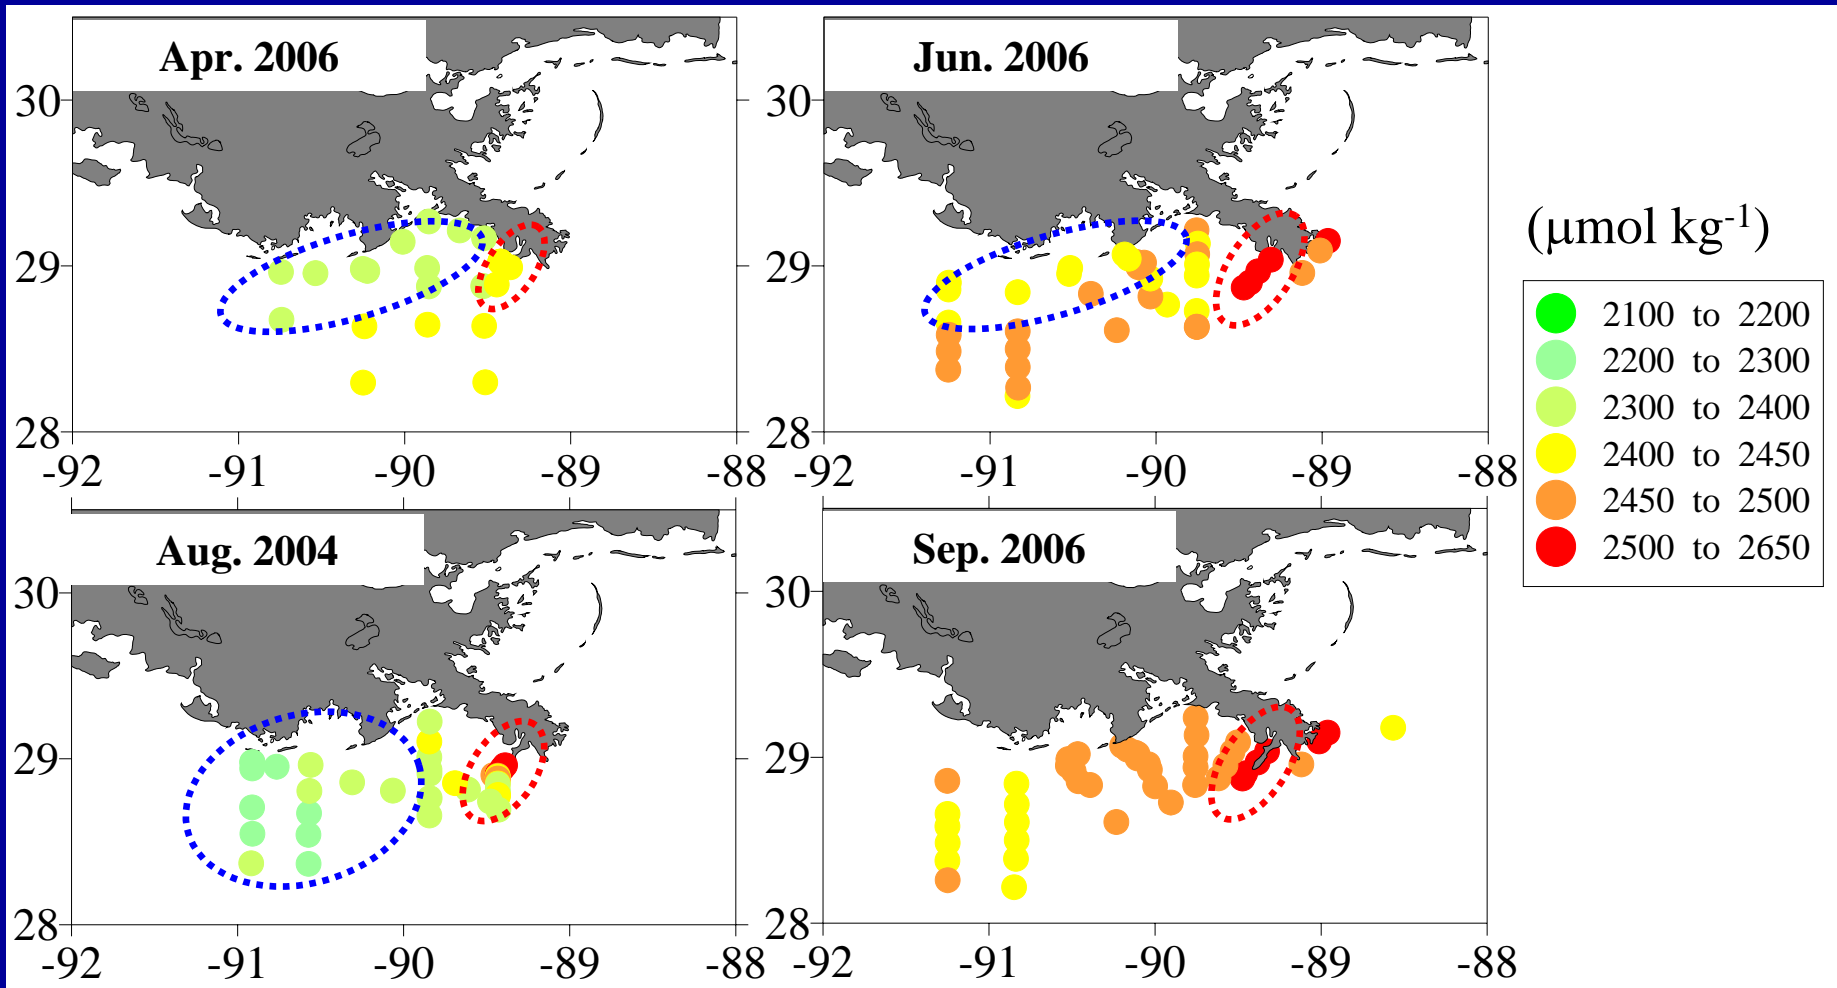 Apr. 2006
30
29
28
-92
-91
-90
-89
-88
Jun. 2006
30
29
28
-92
-91
-90
-89
-88
Aug. 2004
30
29
28
-92
-91
-90
-89
-88
Sep. 2006
30
29
28
-92
-91
-90
-89
-88
(μmol kg⁻¹)
2100 to 2200
2200 to 2300
2300 to 2400
2400 to 2450
2450 to 2500
2500 to 2650